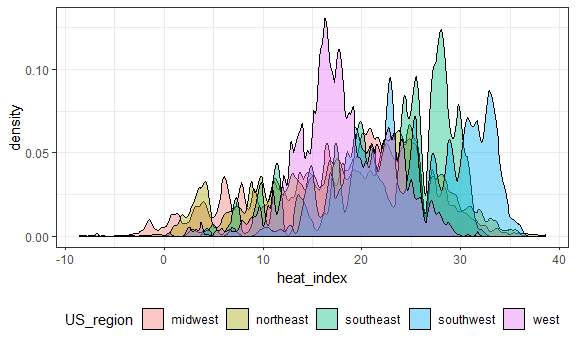 0.10
0.05
0.00
density
-10 0 10 20 30 40
heat_index
US_region midwest northeast southeast southwest west